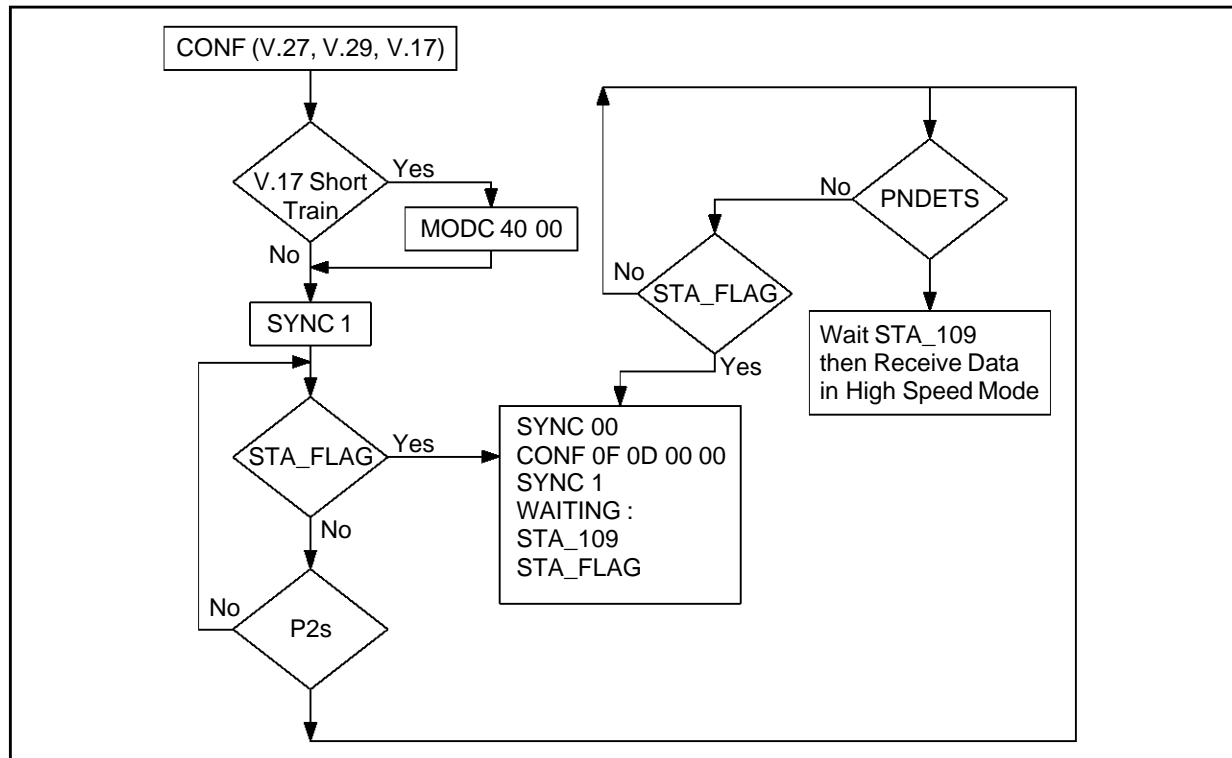 CONF (V.27, V.29, V.17)
V.17 Short
Train
Yes
MODC 40 00
No
SYNC 1
STA_FLAG
Yes
No
P2s
No
PNDETS
No
STA_FLAG
No
Yes
Wait STA_109
then Receive Data
in High Speed Mode
SYNC 00
CONF 0F 0D 00 00
SYNC 1
WAITING :
STA_109
STA_FLAG